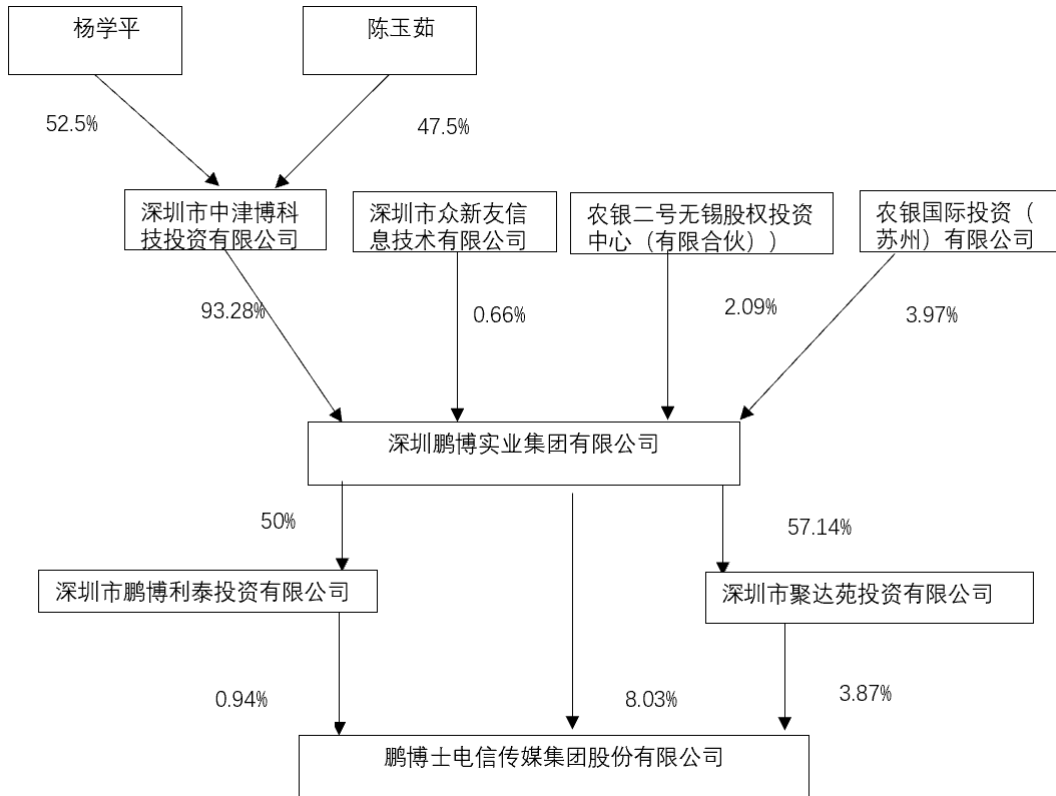 杨学平
陈玉茹
52.5%
47.5%
深圳市中津博科
技投资有限公司
深圳市众新友信
息技术有限公司
农银二号无锡股权投资
中心（有限合伙））
农银国际投资（
苏州）有限公司
93.28%
0.66%
2.09%
3.97%
深圳鹏博实业集团有限公司
50%
57.14%
深圳市鹏博利泰投资有限公司
深圳市聚达苑投资有限公司
0.94%
8.03%
3.87%
鹏博士电信传媒集团股份有限公司